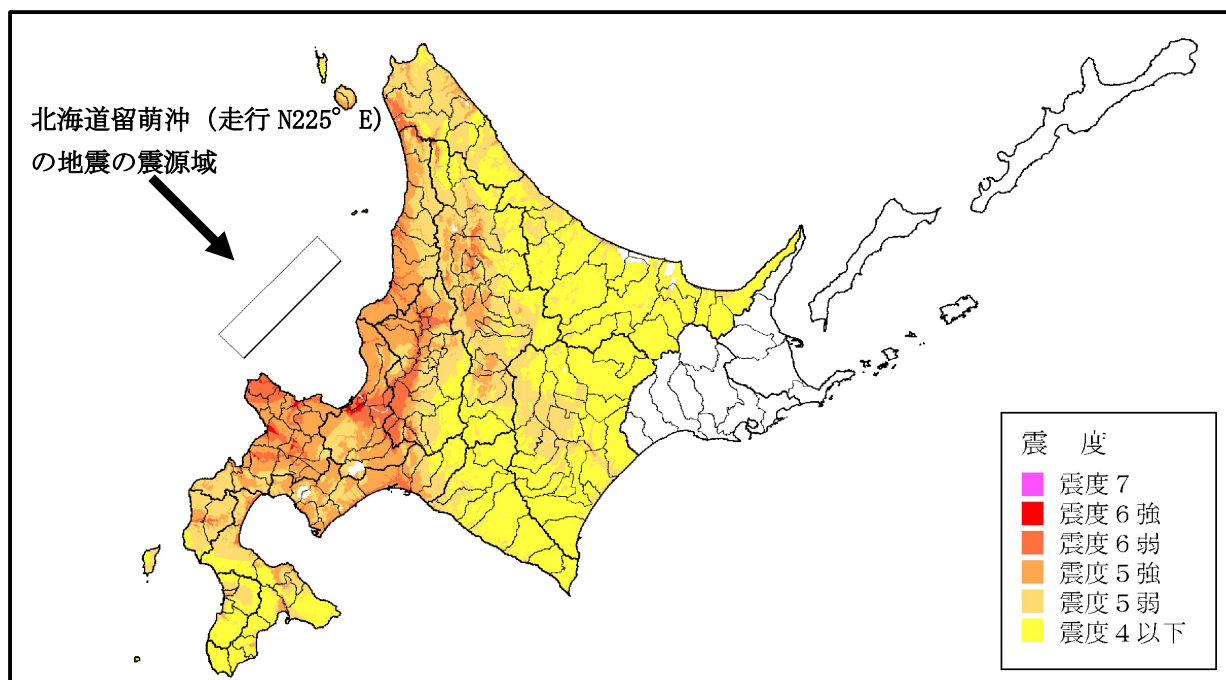 北海道留萌沖（走行 N225°E）
の地震の震源域
震　度
震度７
震度６強
震度６弱
震度５強
震度５弱
震度４以下